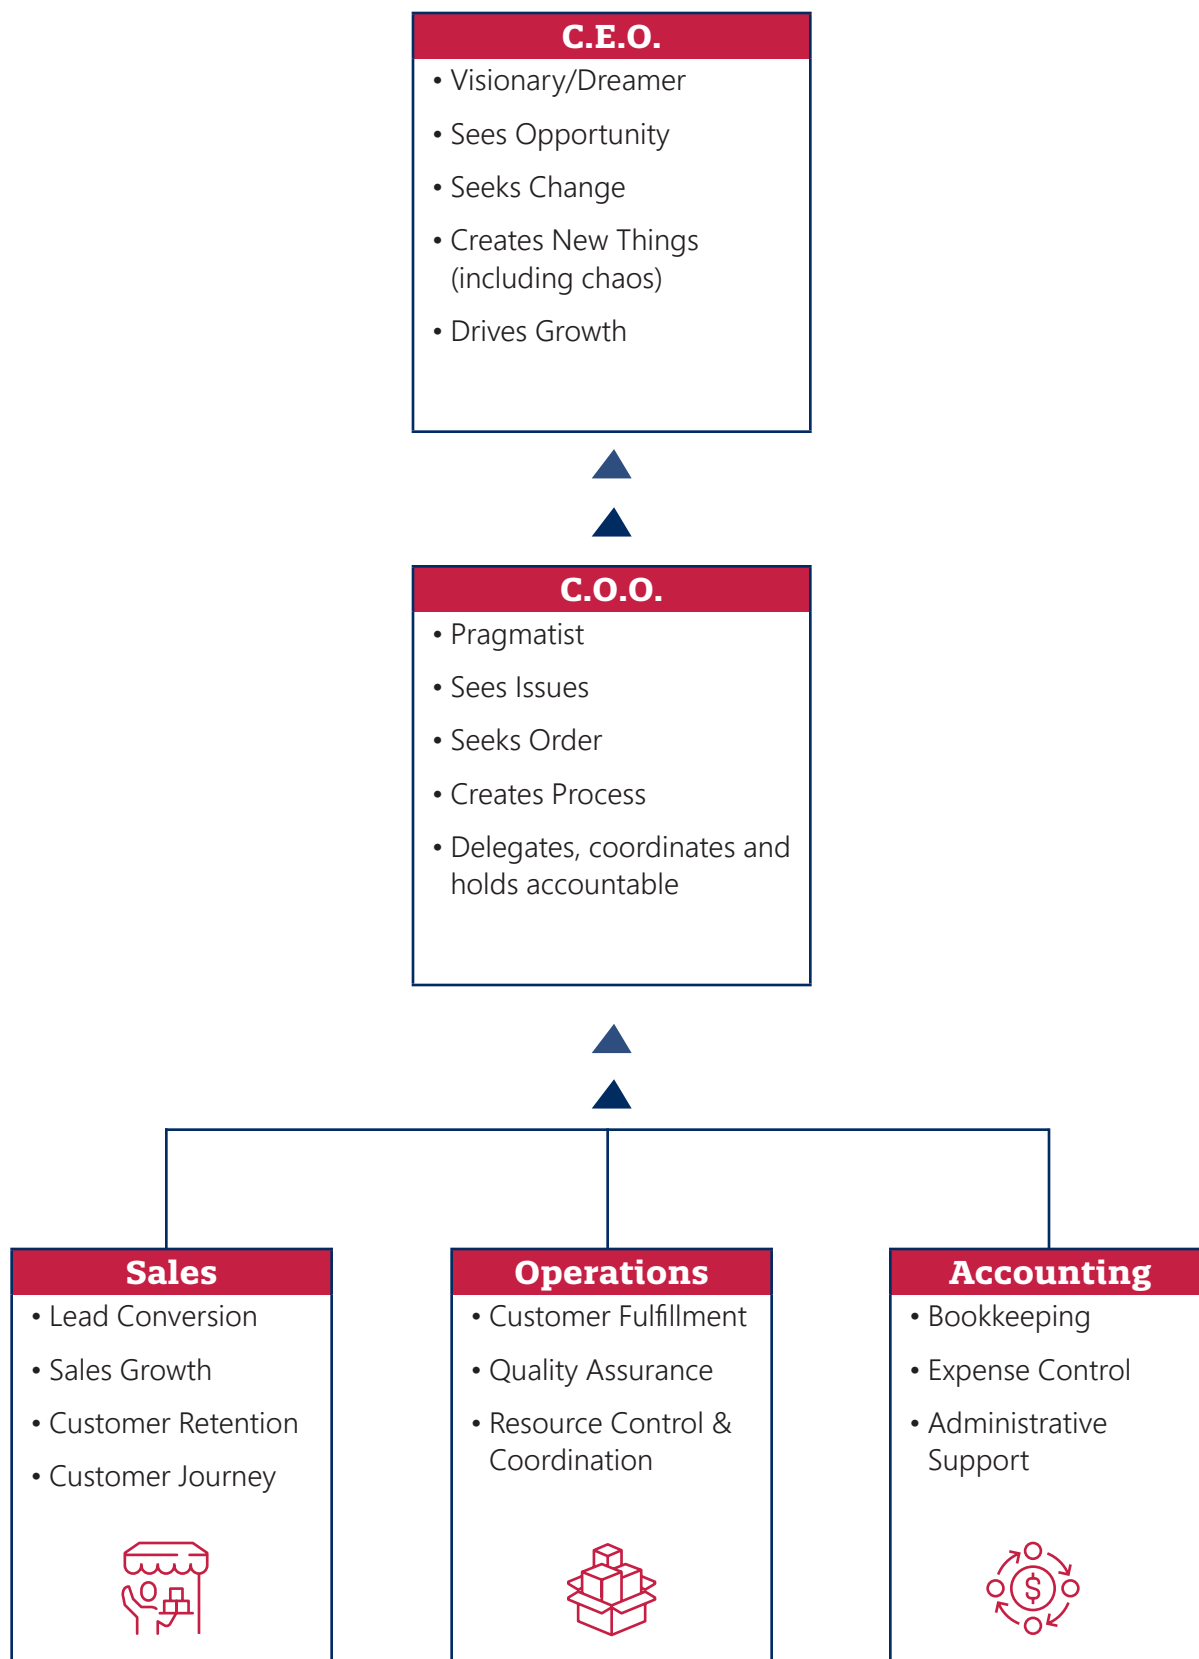 C.E.O.
• Visionary/Dreamer
• Sees Opportunity
• Seeks Change
• Creates New Things
(including chaos)
• Drives Growth
C.O.O.
• Pragmatist
• Sees Issues
• Seeks Order
• Creates Process
• Delegates, coordinates and
holds accountable
Sales
• Lead Conversion
• Sales Growth
• Customer Retention
• Customer Journey
Operations
• Customer Fulfillment
• Quality Assurance
• Resource Control &
Coordination
Accounting
• Bookkeeping
• Expense Control
• Administrative
Support
$